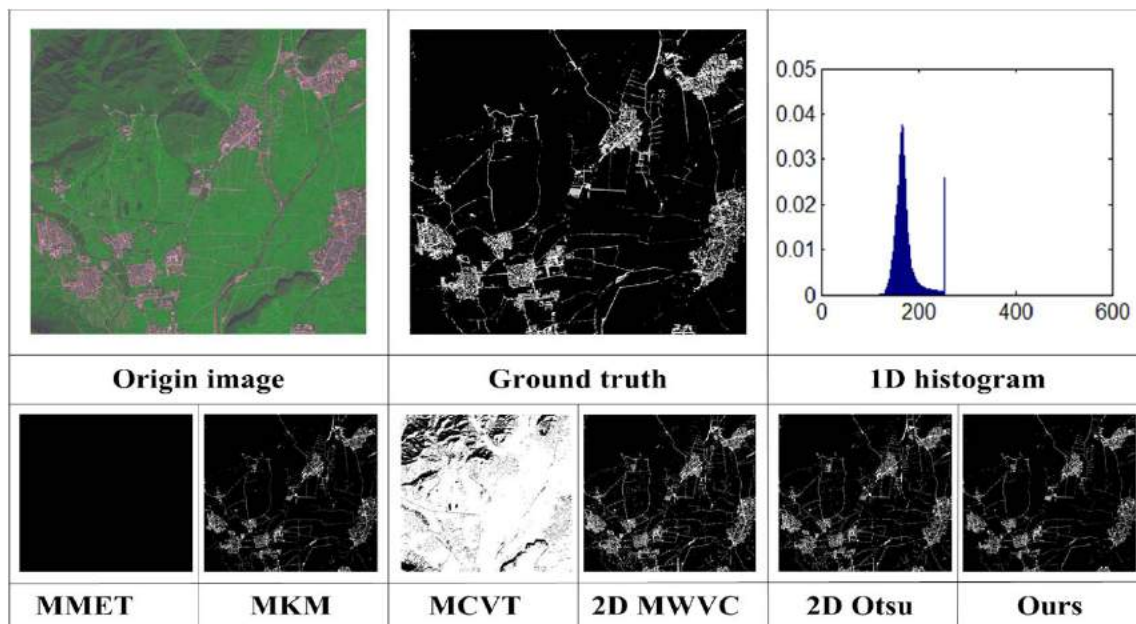 0.05
0.04
0.03
0.02
0.01
0
0 200 400 600
Origin image Ground truth 1D histogram
MMET MKM MCVT 2D MWVC 2D Otsu Ours